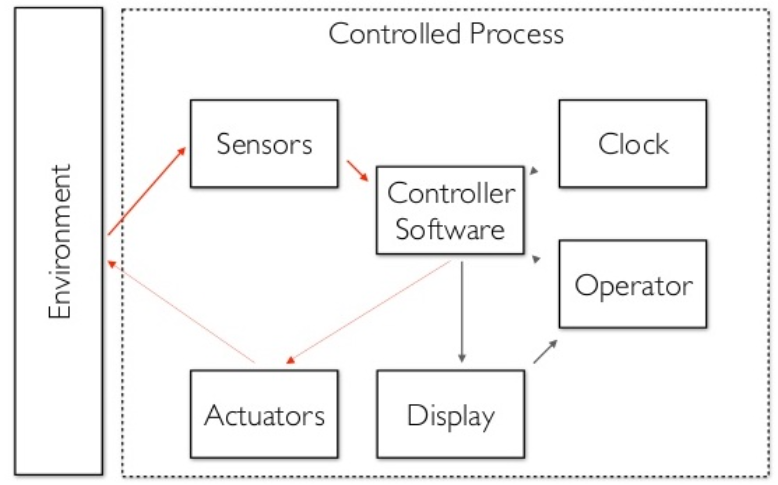 Controlled Process
Environment
Sensors
Clock
Controller
Software
Operator
Actuators
Display